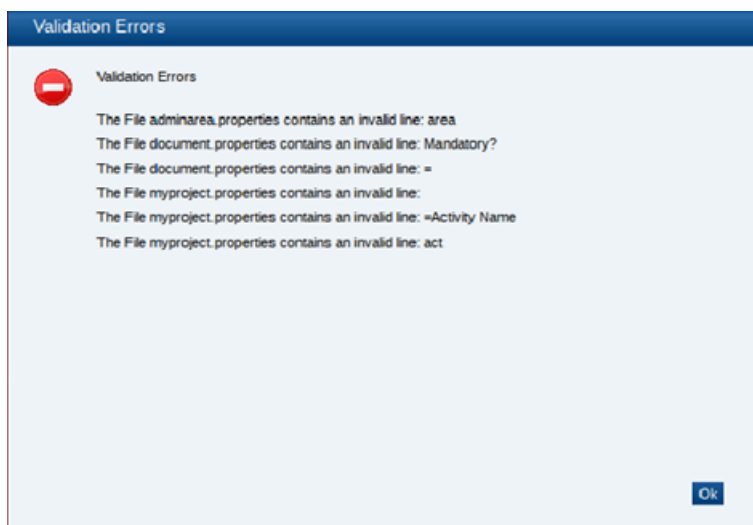 Validation Errors
Validation Errors
The File adminarea.properties contains an invalid line: area
The File document.properties contains an invalid line: Mandatory?
The File document.properties contains an invalid line: =
The File myproject.properties contains an invalid line:
The File myproject.properties contains an invalid line: =Activity Name
The File myproject.properties contains an invalid line: act
Ok